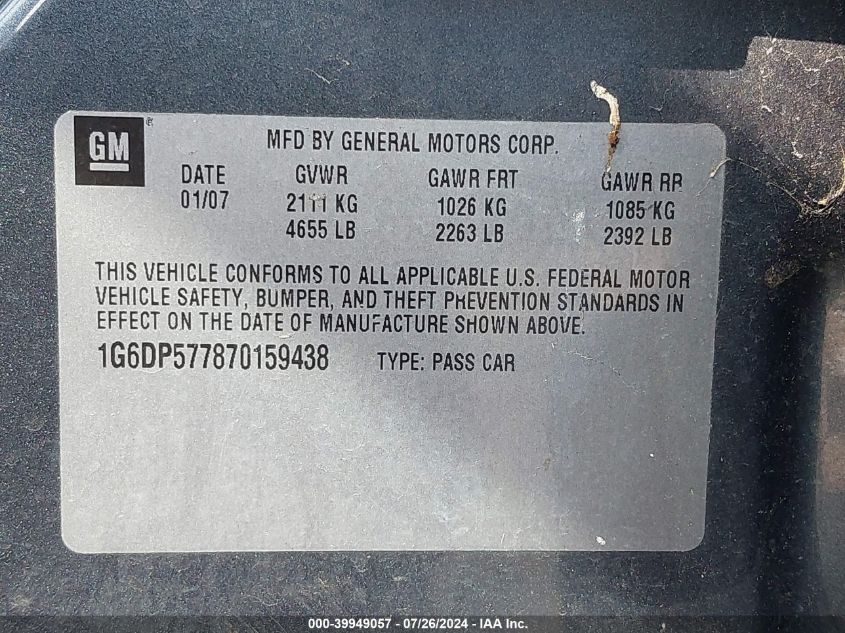 GM
MFD BY GENERAL MOTORS CORP.
DATE GVWR GAWR FRT GAWR RR
01/07 2111 KG 1026 KG 1085 KG
4655 LB 2263 LB 2392 LB
THIS VEHICLE CONFORMS TO ALL APPLICABLE U.S. FEDERAL MOTOR
VEHICLE SAFETY, BUMPER, AND THEFT PREVENTION STANDARDS IN
EFFECT ON THE DATE OF MANUFACTURE SHOWN ABOVE.
1G6DP577870159438 TYPE: PASS CAR
000-39949057 - 07/26/2024 - IAA Inc.